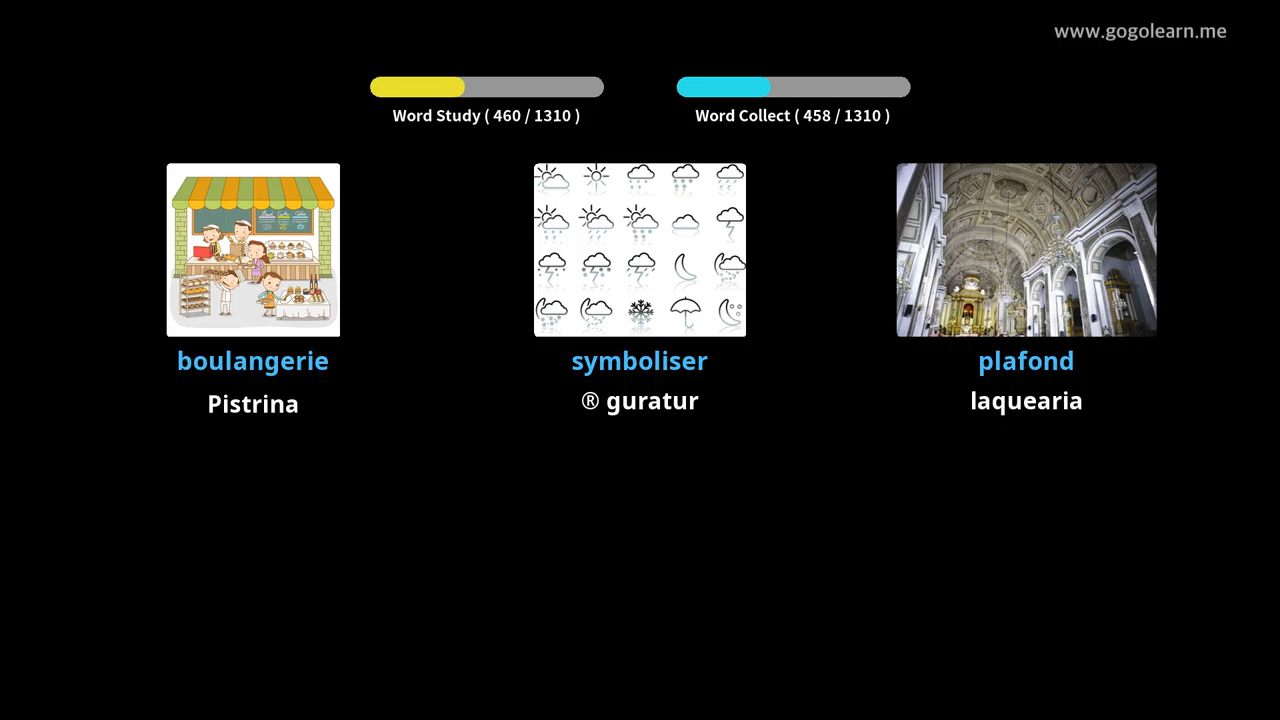 www.gogolearn.me
Word Study ( 460 / 1310 )
Word Collect ( 458 / 1310 )
boulangerie
symboliser
plafond
Pistrina
® guratur
laquearia